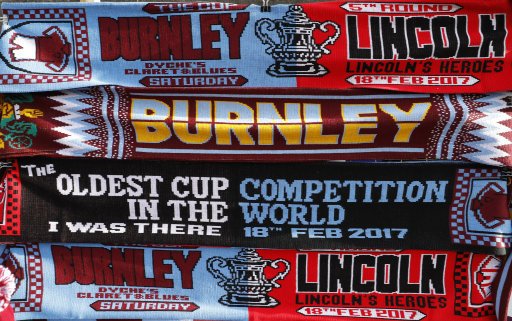 THE CUP 5TH ROUND
BURNLEY LINCOLN
DYCHE'S LINCOLN'S HEROES
CLARET & BLUES
SATURDAY 18TH FEB 2017
BURNLEY
THE OLDEST CUP COMPETITION
IN THE WORLD
I WAS THERE 18TH FEB 2017
BURNLEY LINCOLN
DYCHE'S LINCOLN'S HEROES
CLARET & BLUES
SATURDAY 18TH FEB 2017